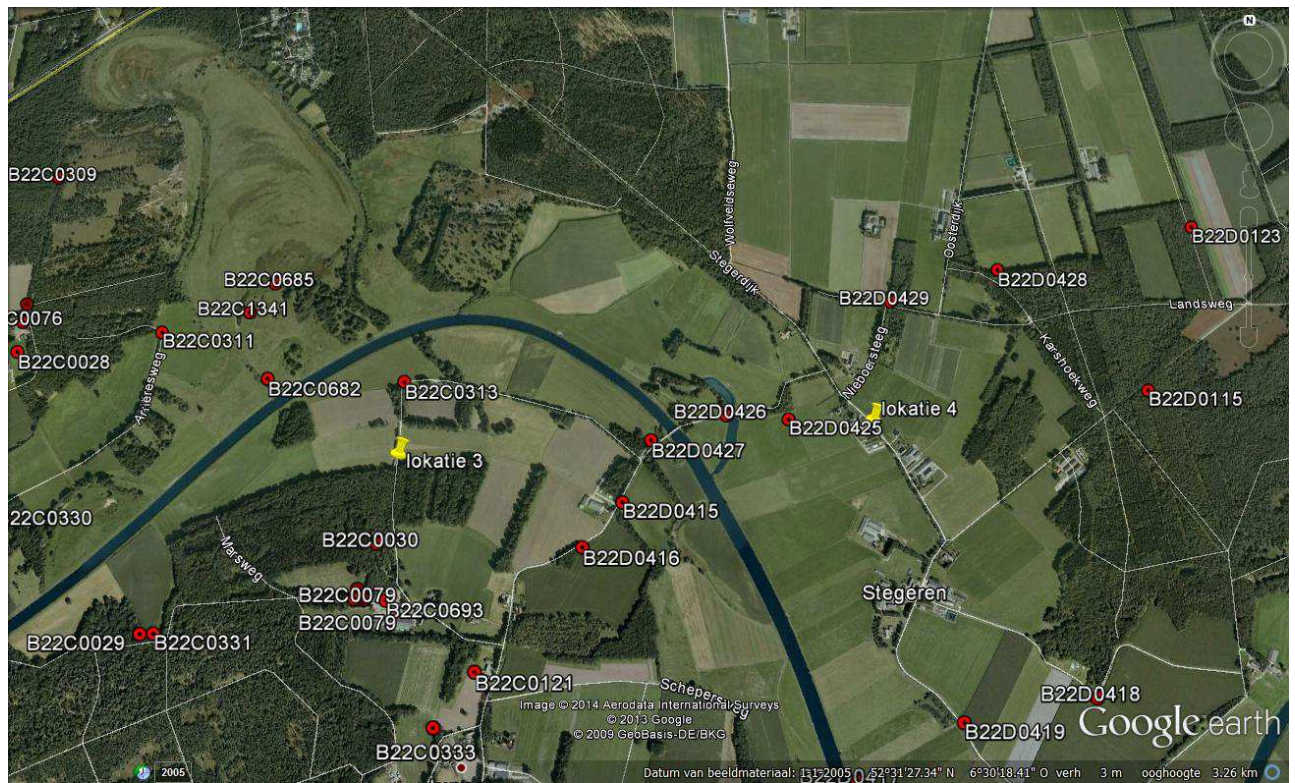 N
B22C0309
Wolfveldseweg
Stegerdijk
Oosterdijk
B22D0123
B22D0428
B22C0685
B22D0429
Landsweg
B22C1341
C0076
B22C0311
B22C0028
Nieboersteeg
Karshoekweg
Arriëresweg
B22C0682
B22C0313
B22D0115
lokatie 4
B22D0426
B22D0425
B22D0427
lokatie 3
B22D0415
22C0330
B22C0030
B22D0416
Marsweg
B22C0079
Stegeren
B22C0693
B22C0079
B22C0029
B22C0331
B22C0121
Schepersweg
B22D0418
Image © 2014 Aerodata International Surveys
© 2013 Google
© 2009 GeoBasis-DE/BKG
Google earth
B22D0419
B22C0333
2005
Datum van beeldmateriaal: 1-1-2005 52°31'27.34" N 6°30'18.41" O verh 3 m ooghoogte 3.26 km